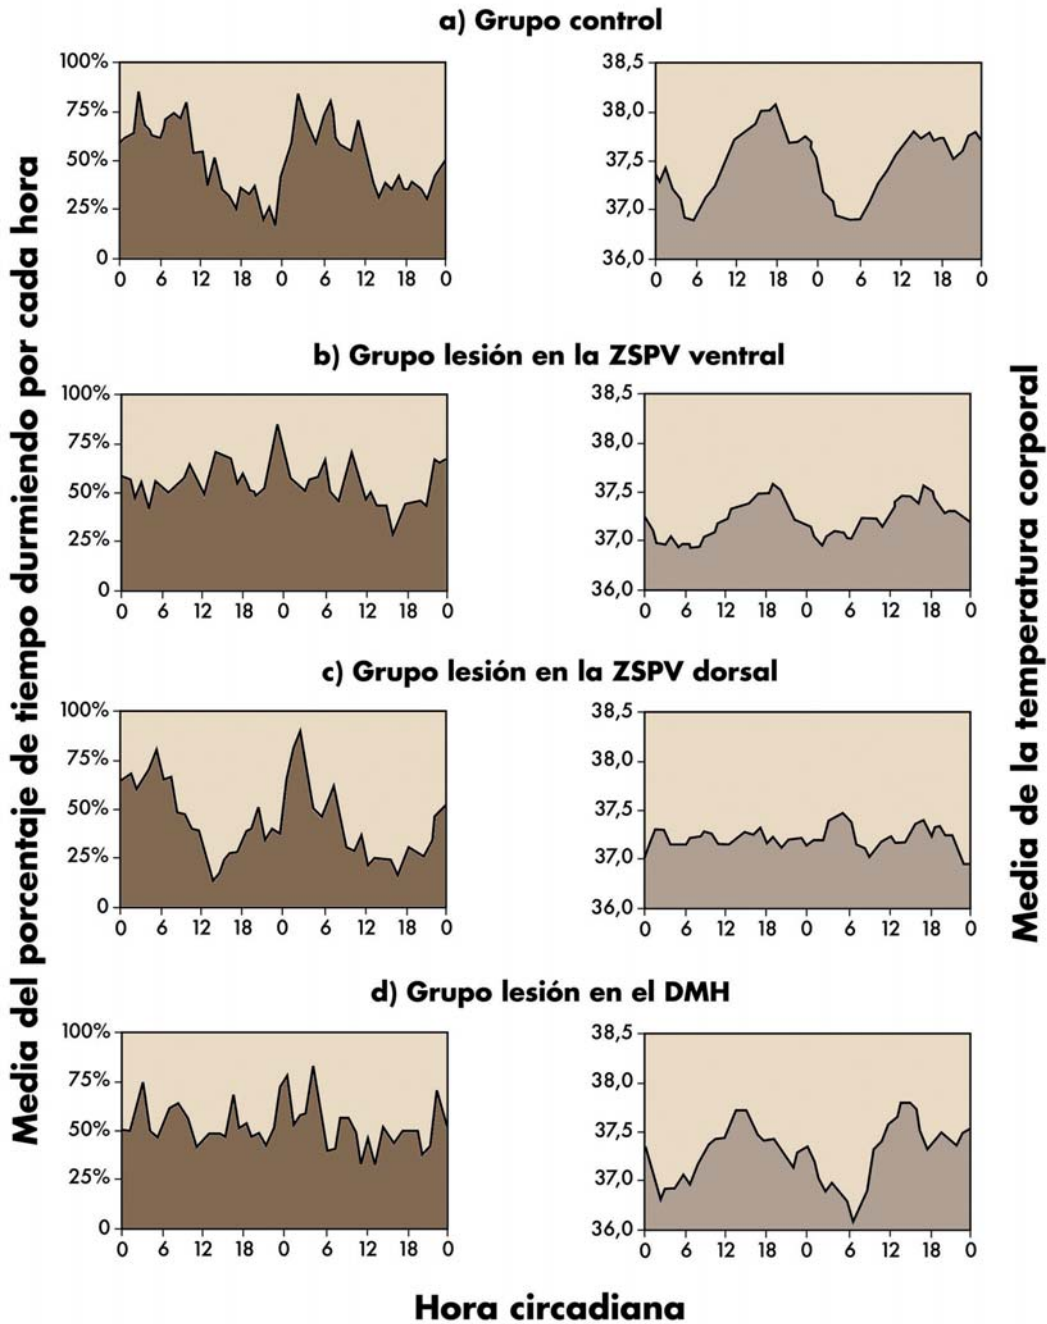 a) Grupo control
100%
75%
50%
25%
0
0 6 12 18 0 6 12 18 0
38,5
38,0
37,5
37,0
36,0
0 6 12 18 0 6 12 18 0
b) Grupo lesión en la ZSPV ventral
100%
75%
50%
25%
0
0 6 12 18 0 6 12 18 0
38,5
38,0
37,5
37,0
36,0
0 6 12 18 0 6 12 18 0
c) Grupo lesión en la ZSPV dorsal
100%
75%
50%
25%
0
0 6 12 18 0 6 12 18 0
38,5
38,0
37,5
37,0
36,0
0 6 12 18 0 6 12 18 0
d) Grupo lesión en el DMH
100%
75%
50%
25%
0
0 6 12 18 0 6 12 18 0
38,5
38,0
37,5
37,0
36,0
0 6 12 18 0 6 12 18 0
Media del porcentaje de tiempo durmiendo por cada hora
Media de la temperatura corporal
Hora circadiana